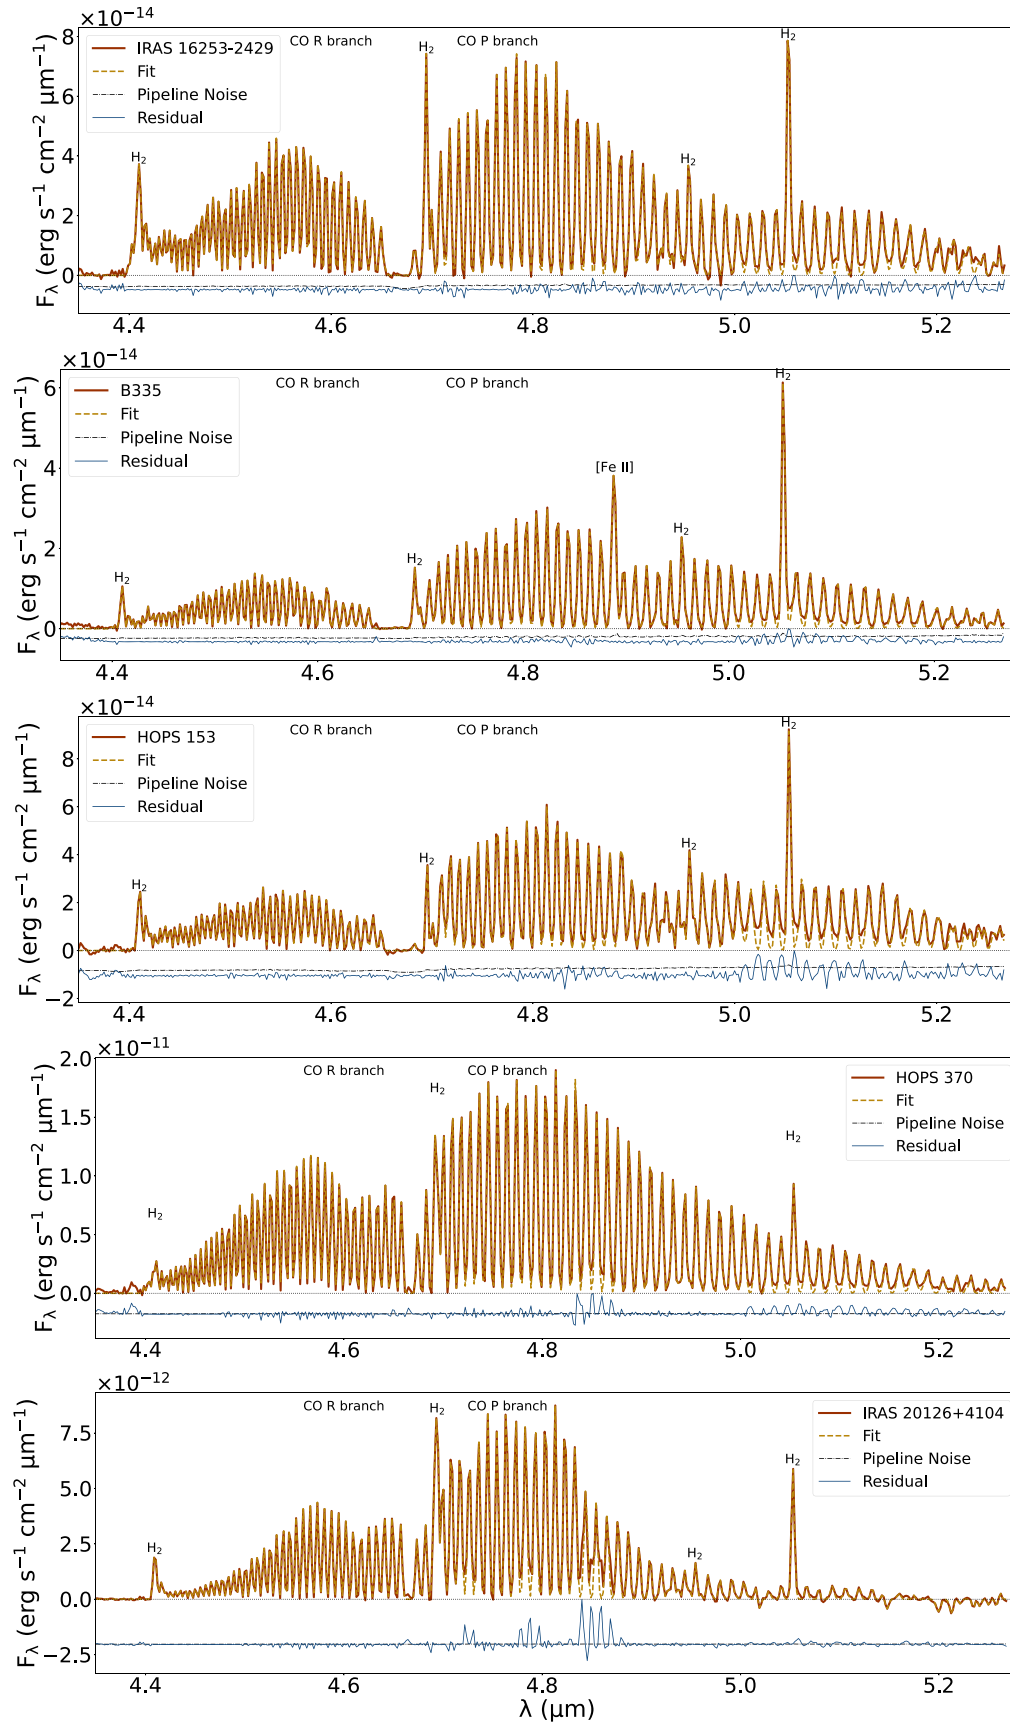 ×10−14
CO R branch
H2
CO P branch
H2
IRAS 16253-2429
Fit
Pipeline Noise
Residual
H2
H2
Fλ (erg s−1 cm−2 μm−1)
8
6
4
2
0
4.4 4.6 4.8 5.0 5.2
×10−14
CO R branch
CO P branch
H2
B335
Fit
Pipeline Noise
Residual
[Fe II]
H2
H2
H2
Fλ (erg s−1 cm−2 μm−1)
6
4
2
0
4.4 4.6 4.8 5.0 5.2
×10−14
CO R branch
CO P branch
H2
HOPS 153
Fit
Pipeline Noise
Residual
H2
H2
H2
Fλ (erg s−1 cm−2 μm−1)
8
6
4
2
0
−2
4.4 4.6 4.8 5.0 5.2
×10−11
CO R branch
CO P branch
HOPS 370
Fit
Pipeline Noise
Residual
H2
H2
H2
Fλ (erg s−1 cm−2 μm−1)
2.0
1.5
1.0
0.5
0.0
4.4 4.6 4.8 5.0 5.2
×10−12
CO R branch
H2
CO P branch
IRAS 20126+4104
Fit
Pipeline Noise
Residual
H2
H2
H2
Fλ (erg s−1 cm−2 μm−1)
7.5
5.0
2.5
0.0
−2.5
4.4 4.6 4.8 5.0 5.2
λ (μm)